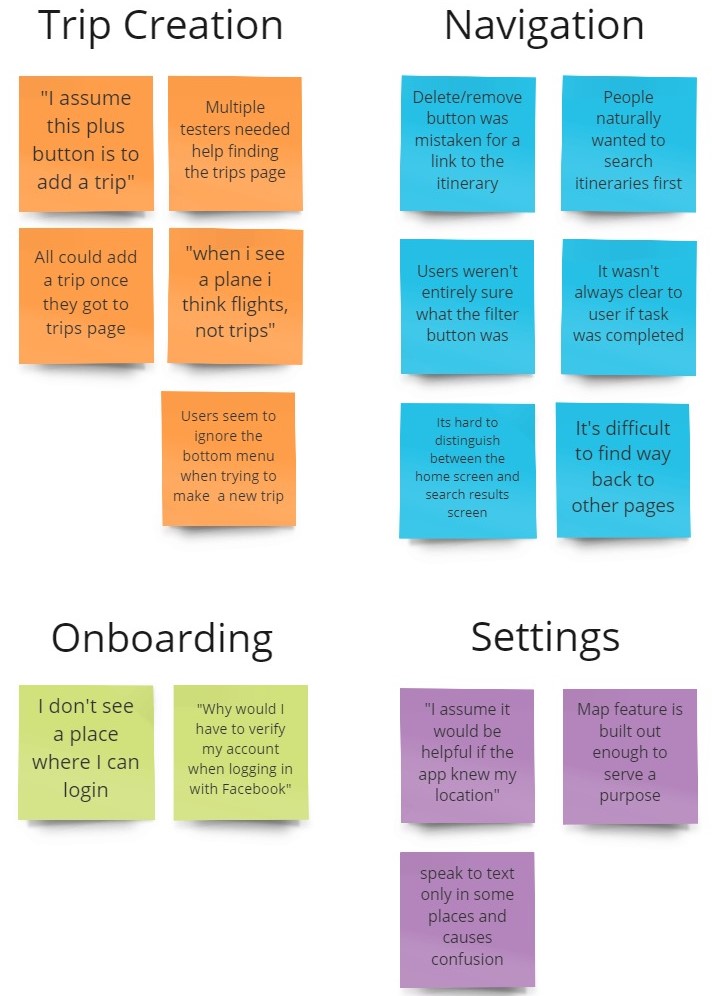 Trip Creation
"I assume
this plus
button is to
add a trip"
Multiple
testers needed
help finding
the trips page
All could add
a trip once
they got to
trips page
"when i see
a plane i
think flights,
not trips"
Users seem to
ignore the
bottom menu
when trying to
make a new trip
Navigation
Delete/remove
button was
mistaken for a
link to the
itinerary
People
naturally
wanted to
search
itineraries first
Users weren't
entirely sure
what the filter
button was
It wasn't
always clear to
user if task
was completed
Its hard to
distinguish
between the
home screen and
search results
screen
It's difficult
to find way
back to
other pages
Onboarding
I don't see
a place
where I can
login
"Why would I
have to verify
my account
when logging in
with Facebook"
Settings
"I assume it
would be
helpful if the
app knew my
location"
Map feature is
built out
enough to
serve a
purpose
speak to text
only in some
places and
causes
confusion